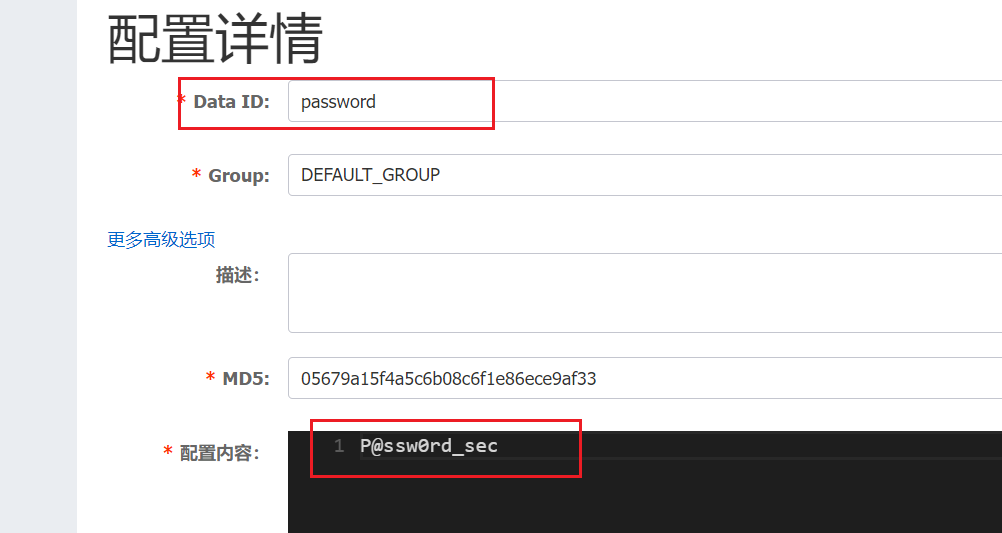 配置详情
* Data ID: password
* Group: DEFAULT_GROUP
更多高级选项
描述:
* MD5: 05679a15f4a5c6b08c6f1e86ece9af33
* 配置内容: 1 P@ssw0rd_sec